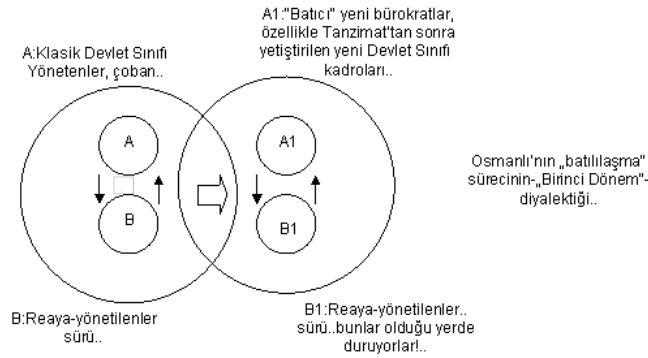 A:Klasik Devlet Sınıfı
Yönetenler, çoban..
A1:"Batıcı" yeni bürokratlar,
özellikle Tanzimat'tan sonra
yetiştirilen yeni Devlet Sınıfı
kadroları..
A
B
A1
B1
Osmanlı'nın „batılılaşma"
sürecinin-„Birinci Dönem"-
diyalektiği..
B:Reaya-yönetilenler
sürü..
B1:Reaya-yönetilenler..
sürü..bunlar olduğu yerde
duruyorlar!..